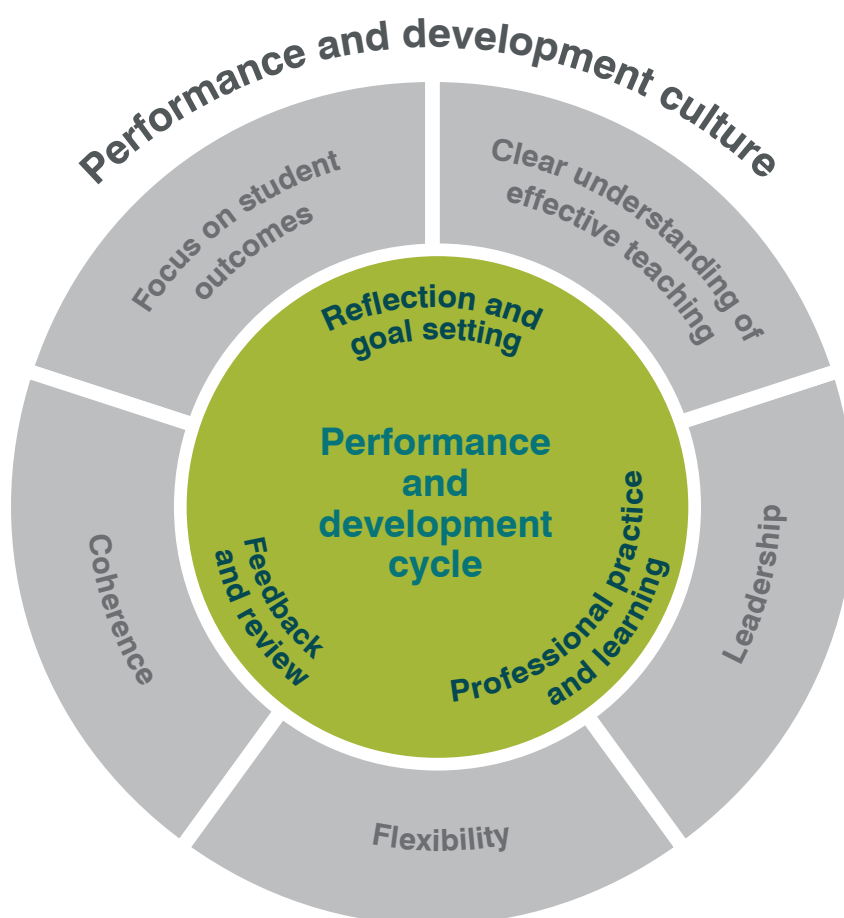 Performance and development culture
Focus on student
outcomes
Clear understanding of
effective teaching
Reflection and
goal setting
Performance
and
development
cycle
Professional practice
and learning
Feedback
and review
Leadership
Coherence
Flexibility